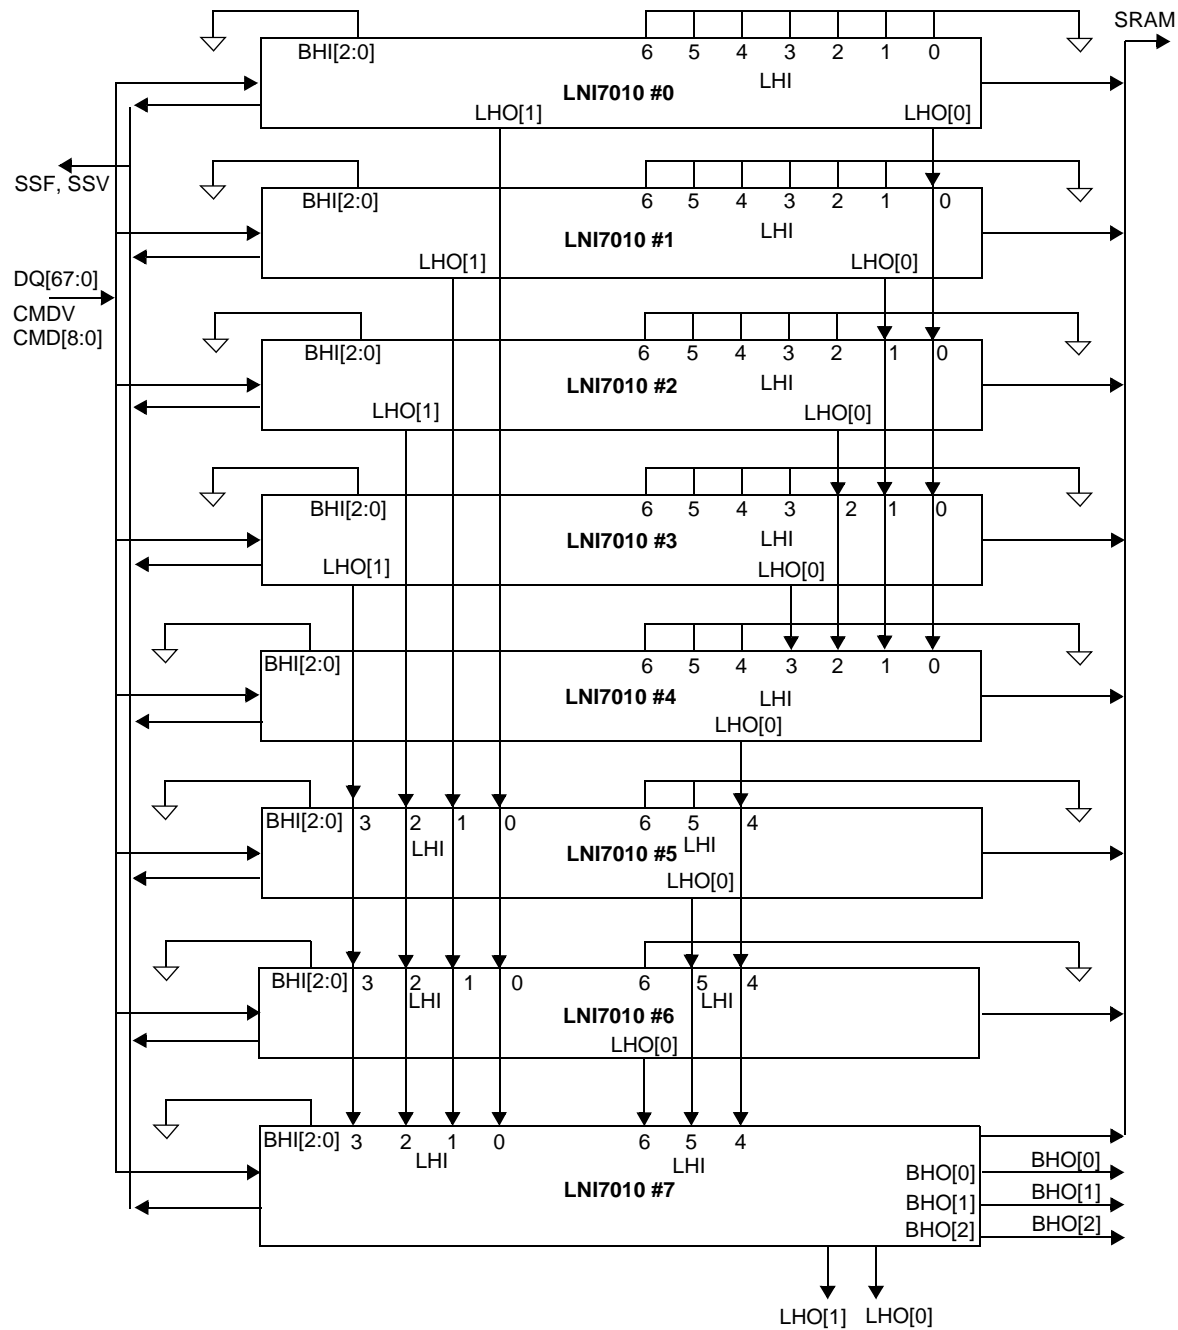 SRAM
BHI[2:0] 6 5 4 3 2 1 0
LHI
LNI7010 #0
LHO[1] LHO[0]
SSF, SSV
BHI[2:0] 6 5 4 3 2 1 0
LHI
LNI7010 #1
LHO[1] LHO[0]
DQ[67:0]
CMDV
CMD[8:0]
BHI[2:0] 6 5 4 3 2 1 0
LHI
LNI7010 #2
LHO[1] LHO[0]
BHI[2:0] 6 5 4 3 2 1 0
LHI
LNI7010 #3
LHO[1] LHO[0]
BHI[2:0] 6 5 4 3 2 1 0
LHI
LNI7010 #4
LHO[0]
BHI[2:0] 3 2 1 0 6 5 4
LHI LHI
LNI7010 #5
LHO[0]
BHI[2:0] 3 2 1 0 6 5 4
LHI LHI
LNI7010 #6
LHO[0]
BHI[2:0] 3 2 1 0 6 5 4
LHI LHI
LNI7010 #7
BHO[0] BHO[0]
BHO[1] BHO[1]
BHO[2] BHO[2]
LHO[1] LHO[0]